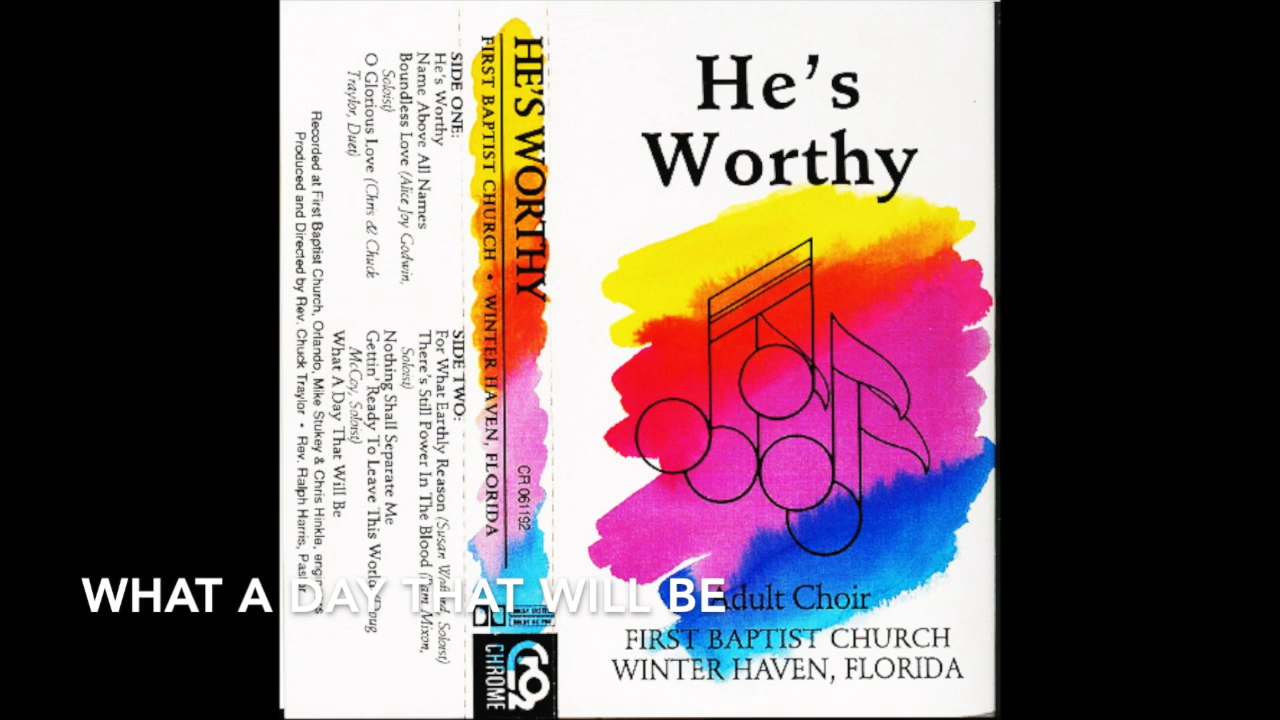 He's
Worthy
Adult Choir
FIRST BAPTIST CHURCH
WINTER HAVEN, FLORIDA
HE'S WORTHY
FIRST BAPTIST CHURCH • WINTER HAVEN, FLORIDA
CR 061192
CHROME
SIDE ONE:
He's Worthy
Name Above All Names
Boundless Love (Alice Joy Godwin,
Soloist)
O Glorious Love (Chris & Chuck
Traylor, Duet)
SIDE TWO:
For What Earthly Reason (Susan Soloist)
There's Still Power In The Blood (Pam Mixon,
Soloist)
Nothing Shall Separate Me
Gettin' Ready To Leave This World (Doug
McCoy, Soloist)
What A Day That Will Be
Recorded at First Baptist Church, Orlando, Mike Stukey & Chris Hinkle, engineers
Produced and Directed by Rev. Chuck Traylor • Rev. Ralph Harris, Pastor
WHAT A DAY THAT WILL BE